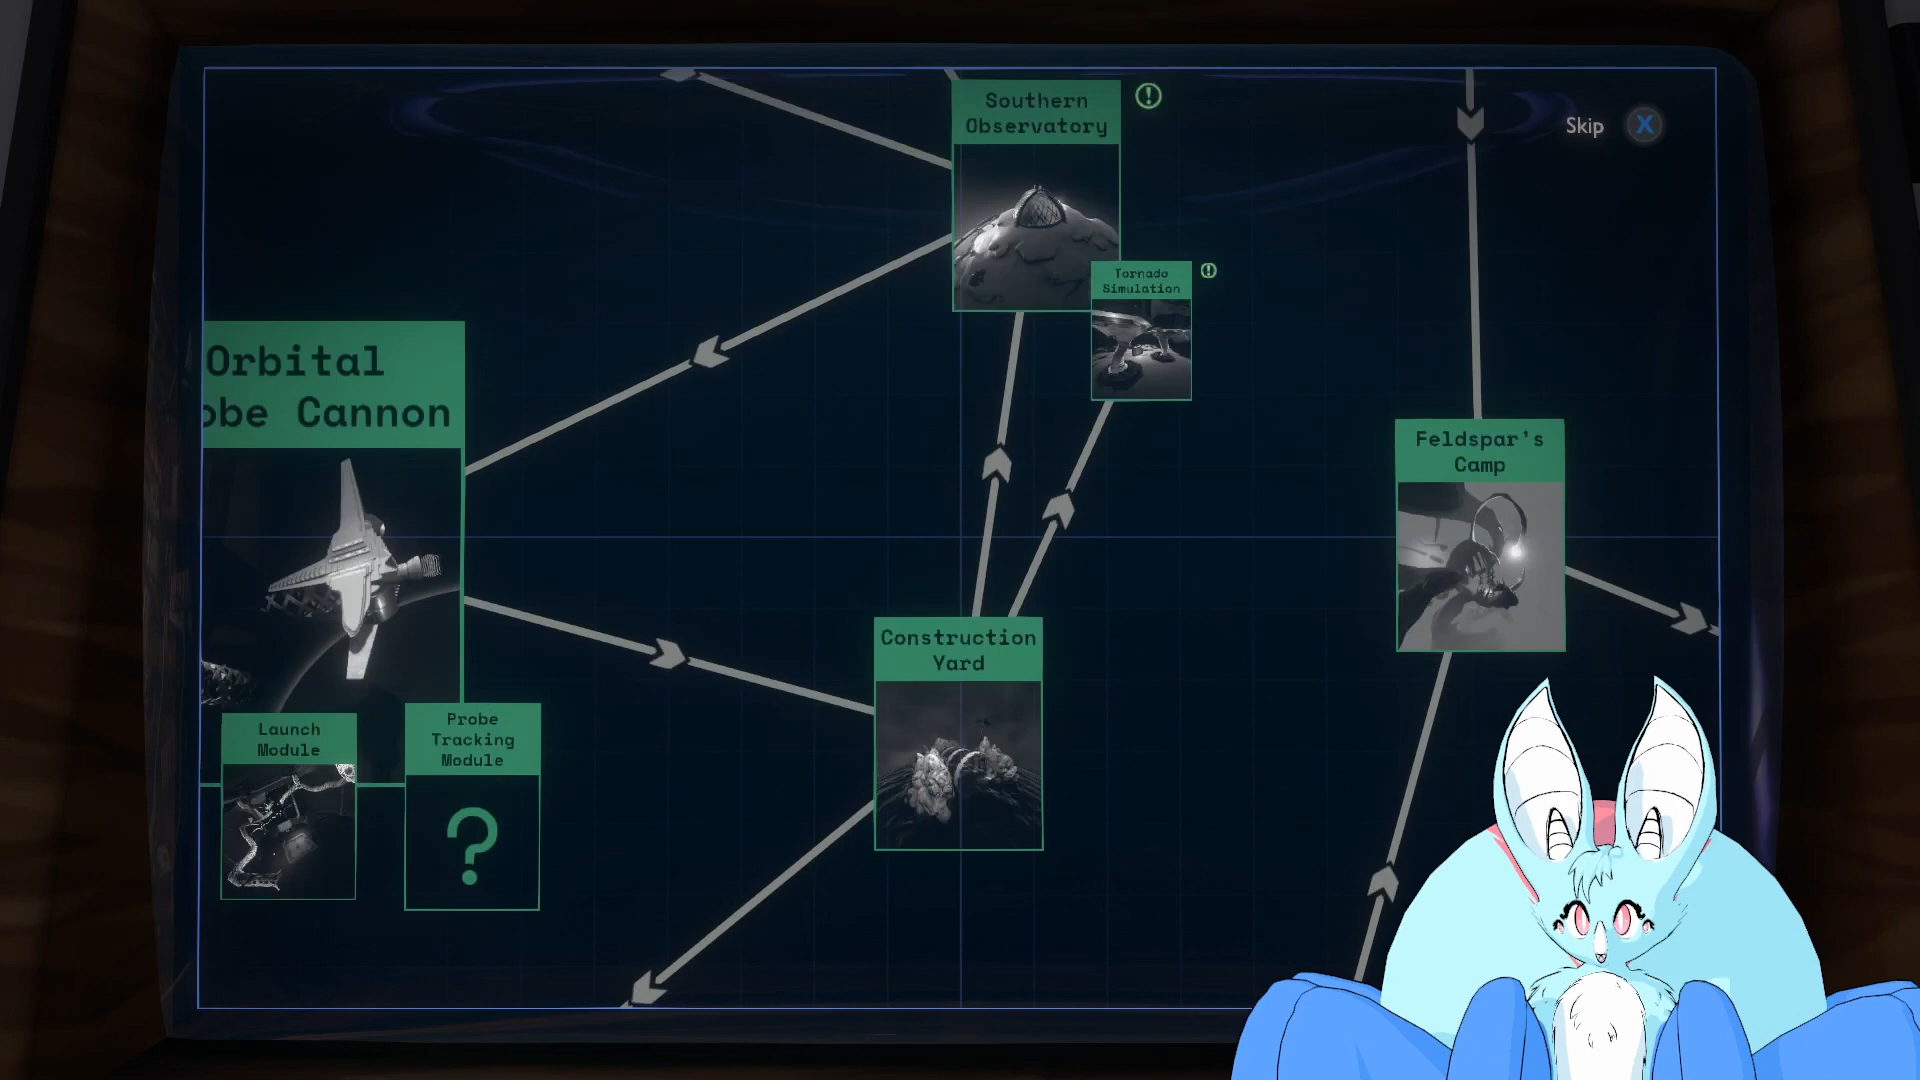 Southern
Observatory
Skip X
Tornado
Simulation
Orbital
obe Cannon
Feldspar's
Camp
Construction
Yard
Launch
Module
Probe
Tracking
Module
?